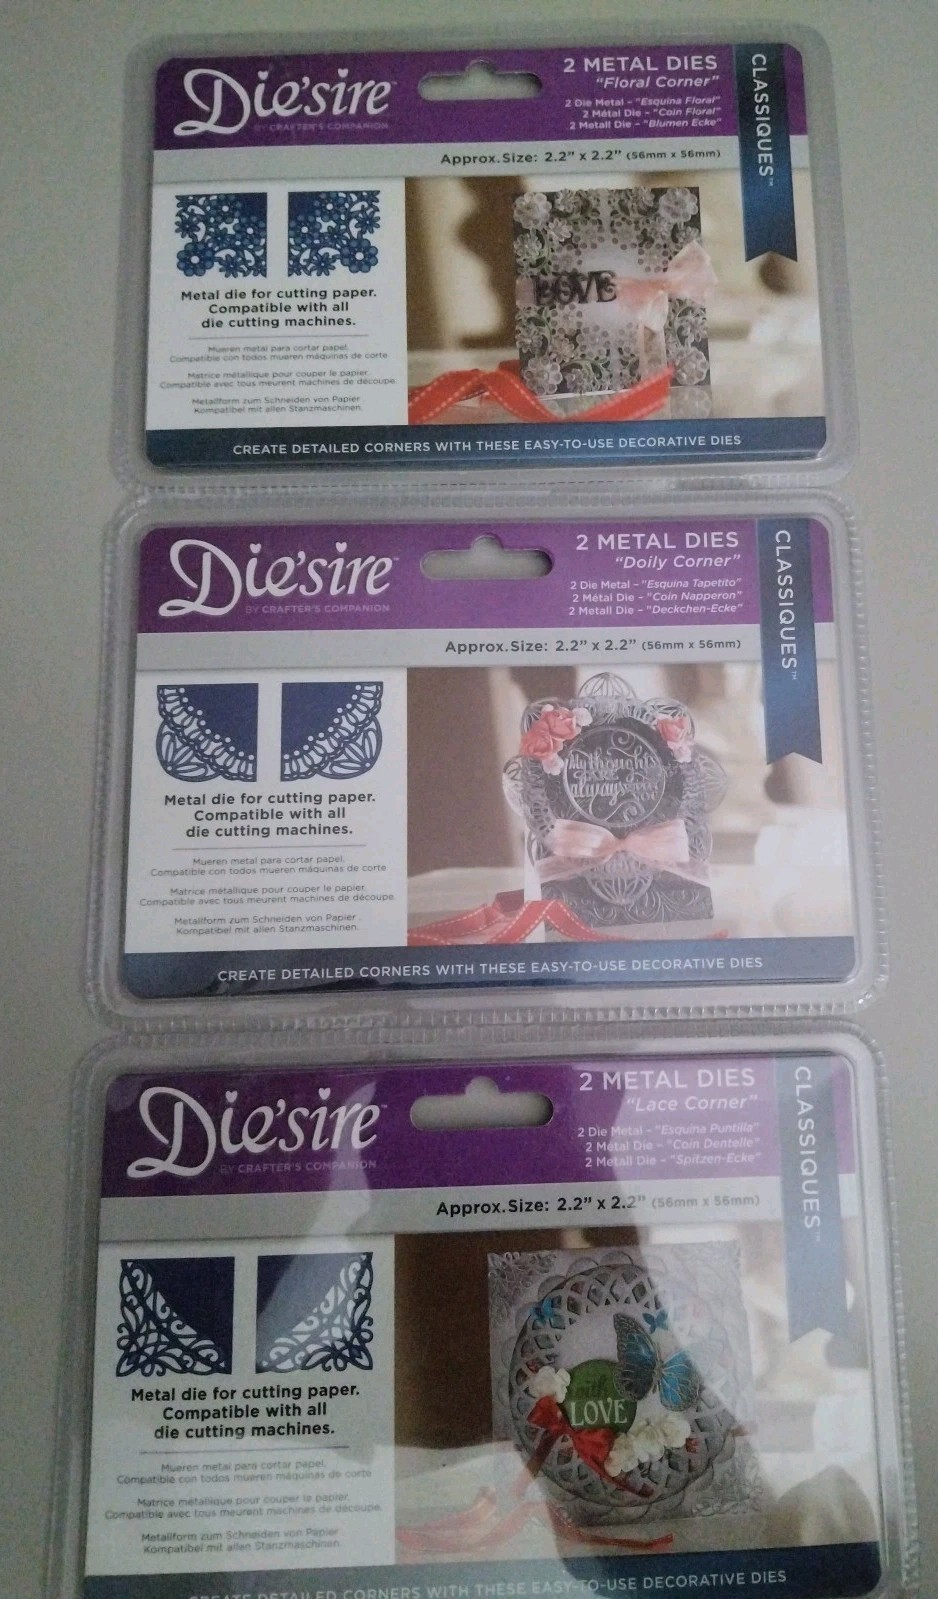 Die'sire™
BY CRAFTER'S COMPANION
2 METAL DIES
"Floral Corner"
2 Die Metal - "Esquina Floral"
2 Métal Die - "Coin Floral"
2 Metall Die - "Blumen Ecke"
CLASSIQUES™
Approx.Size: 2.2" x 2.2" (56mm x 56mm)
Metal die for cutting paper.
Compatible with all
die cutting machines.
Mueren metal para cortar papel.
Compatible con todos mueren máquinas de corte
Matrice métallique pour couper le papier.
Compatible avec tous meurent machines de découpe.
Metallform zum Schneiden von Papier
Kompatibel mit allen Stanzmaschinen.
LOVE
CREATE DETAILED CORNERS WITH THESE EASY-TO-USE DECORATIVE DIES
Die'sire™
BY CRAFTER'S COMPANION
2 METAL DIES
"Doily Corner"
2 Die Metal - "Esquina Tapetito"
2 Métal Die - "Coin Napperon"
2 Metall Die - "Deckchen-Ecke"
CLASSIQUES™
Approx.Size: 2.2" x 2.2" (56mm x 56mm)
Metal die for cutting paper.
Compatible with all
die cutting machines.
Mueren metal para cortar papel.
Compatible con todos mueren máquinas de corte
Matrice métallique pour couper le papier.
Compatible avec tous meurent machines de découpe.
Metallform zum Schneiden von Papier
Kompatibel mit allen Stanzmaschinen.
My thoughts
ARE
always
YOU
CREATE DETAILED CORNERS WITH THESE EASY-TO-USE DECORATIVE DIES
Die'sire™
BY CRAFTER'S COMPANION
2 METAL DIES
"Lace Corner"
2 Die Metal - "Esquina Puntilla"
2 Métal Die - "Coin Dentelle"
2 Metall Die - "Spitzen-Ecke"
CLASSIQUES™
Approx.Size: 2.2" x 2.2" (56mm x 56mm)
Metal die for cutting paper.
Compatible with all
die cutting machines.
Mueren metal para cortar papel.
Compatible con todos mueren máquinas de corte
Matrice métallique pour couper le papier.
Compatible avec tous meurent machines de découpe.
Metallform zum Schneiden von Papier
Kompatibel mit allen Stanzmaschinen.
with
LOVE
CREATE DETAILED CORNERS WITH THESE EASY-TO-USE DECORATIVE DIES